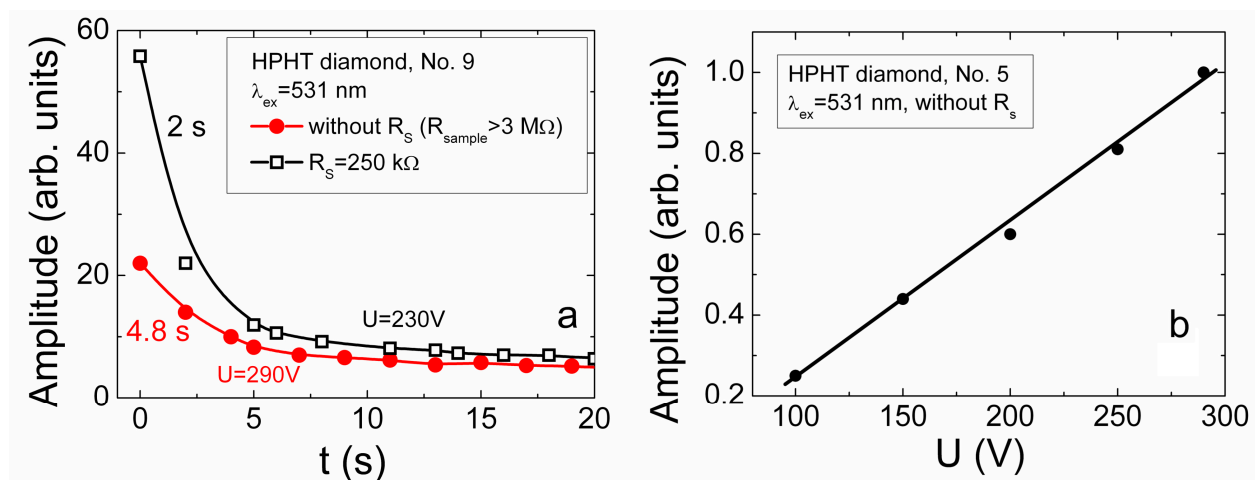 60
40
20
0
Amplitude (arb. units)
HPHT diamond, No. 9
λex=531 nm
without RS (Rsample>3 MΩ)
RS=250 kΩ
2 s
4.8 s
U=230V
U=290V
a
0
5
10
15
20
t (s)
1.0
0.8
0.6
0.4
0.2
Amplitude (arb. units)
HPHT diamond, No. 5
λex=531 nm, without Rs
b
100
150
200
250
300
U (V)